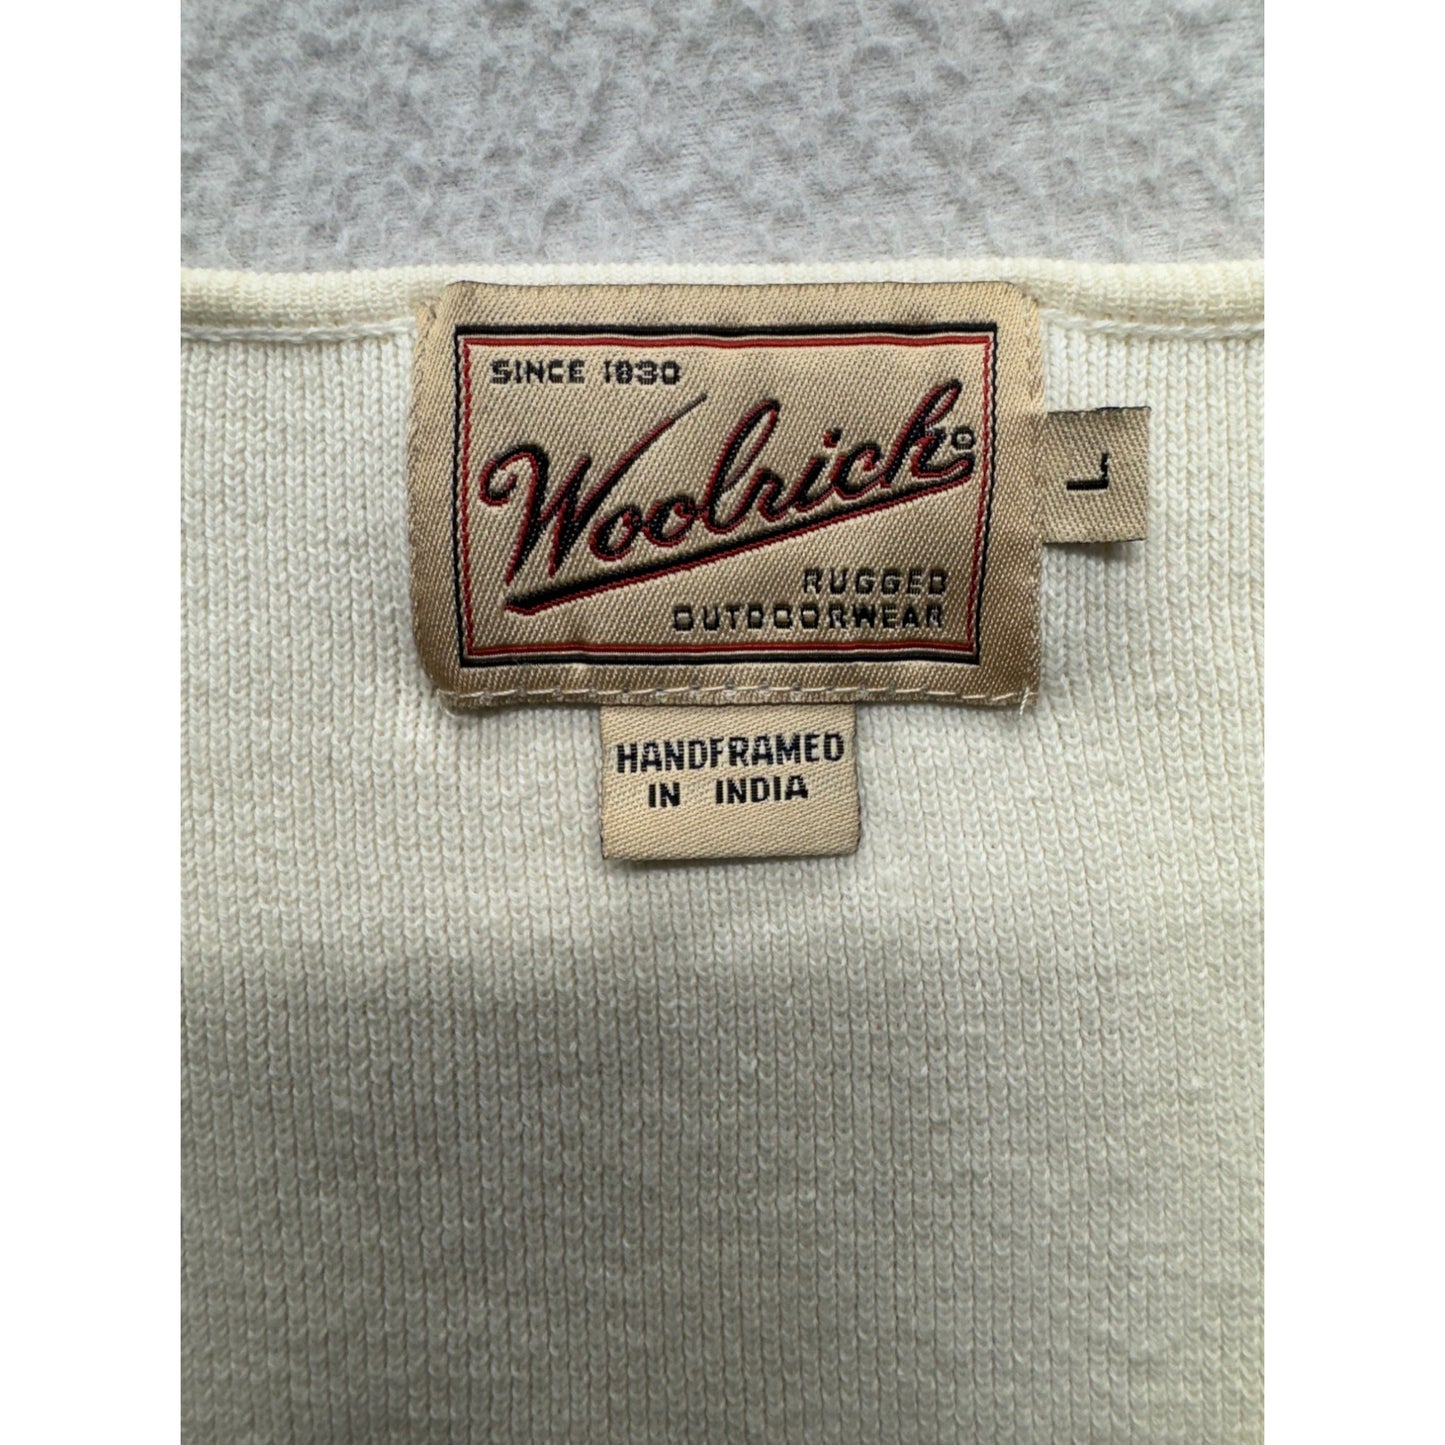 SINCE 1830
Woolrich®
L
RUGGED
OUTDOORWEAR
HANDFRAMED
IN INDIA